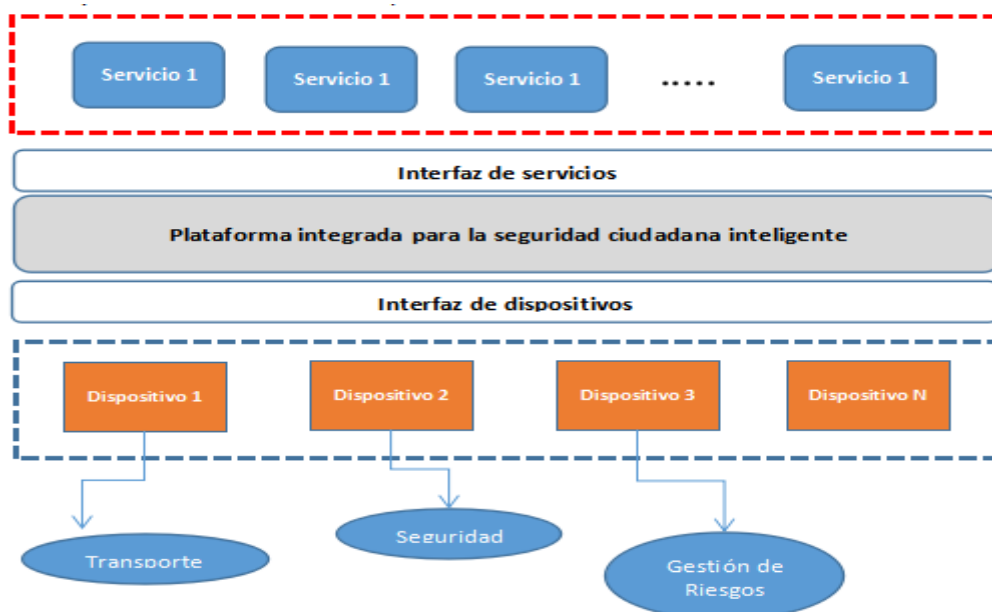 Servicio 1
Servicio 1
Servicio 1
.....
Servicio 1
Interfaz de servicios
Plataforma integrada para la seguridad ciudadana inteligente
Interfaz de dispositivos
Dispositivo 1
Dispositivo 2
Dispositivo 3
Dispositivo N
Transporte
Seguridad
Gestión de
Riesgos